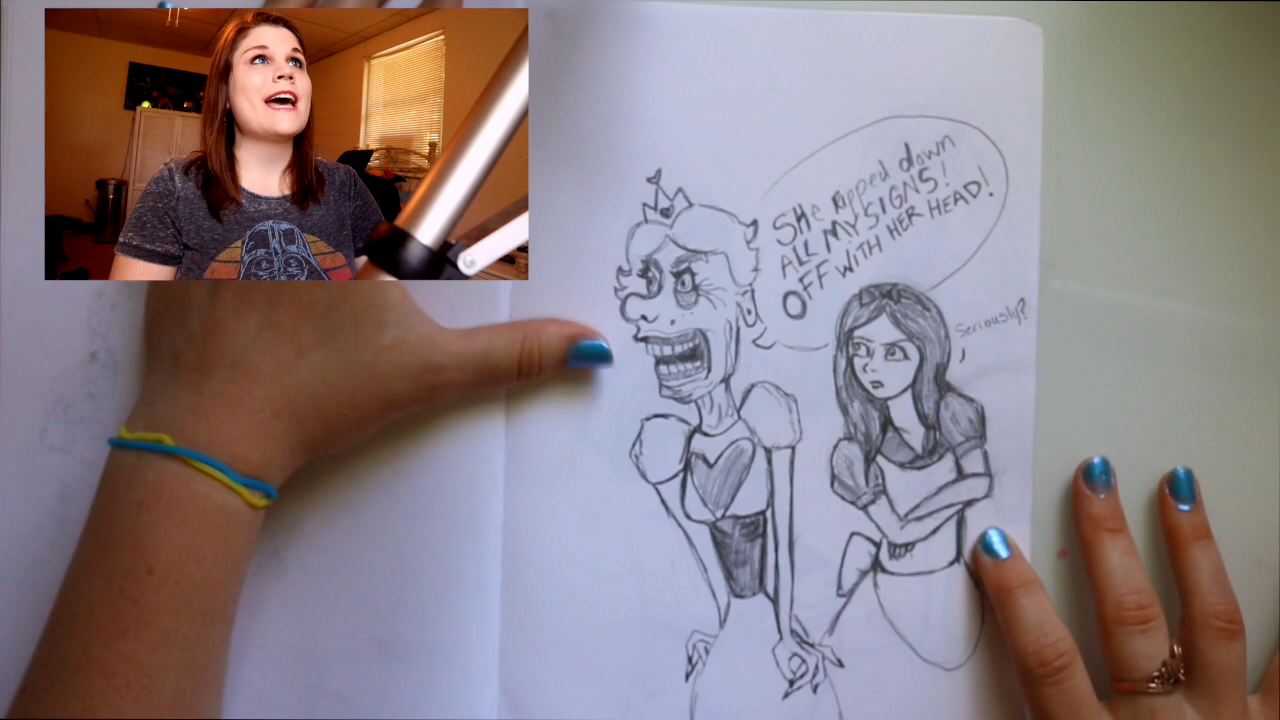 SHe Ripped down
ALL MY SIGNS!
OFF WITH HER HEAD!
Seriously?